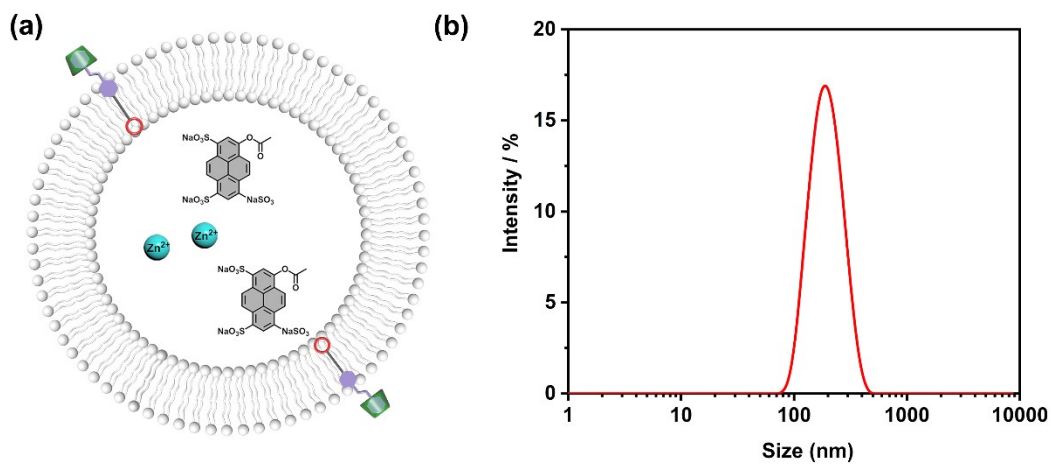 (a)
NaO₃S
O
O
NaO₃S
NaSO₃
Zn²⁺
Zn²⁺
NaO₃S
O
O
NaO₃S
NaSO₃
(b)
Intensity / %
20
15
10
5
0
1
10
100
1000
10000
Size (nm)